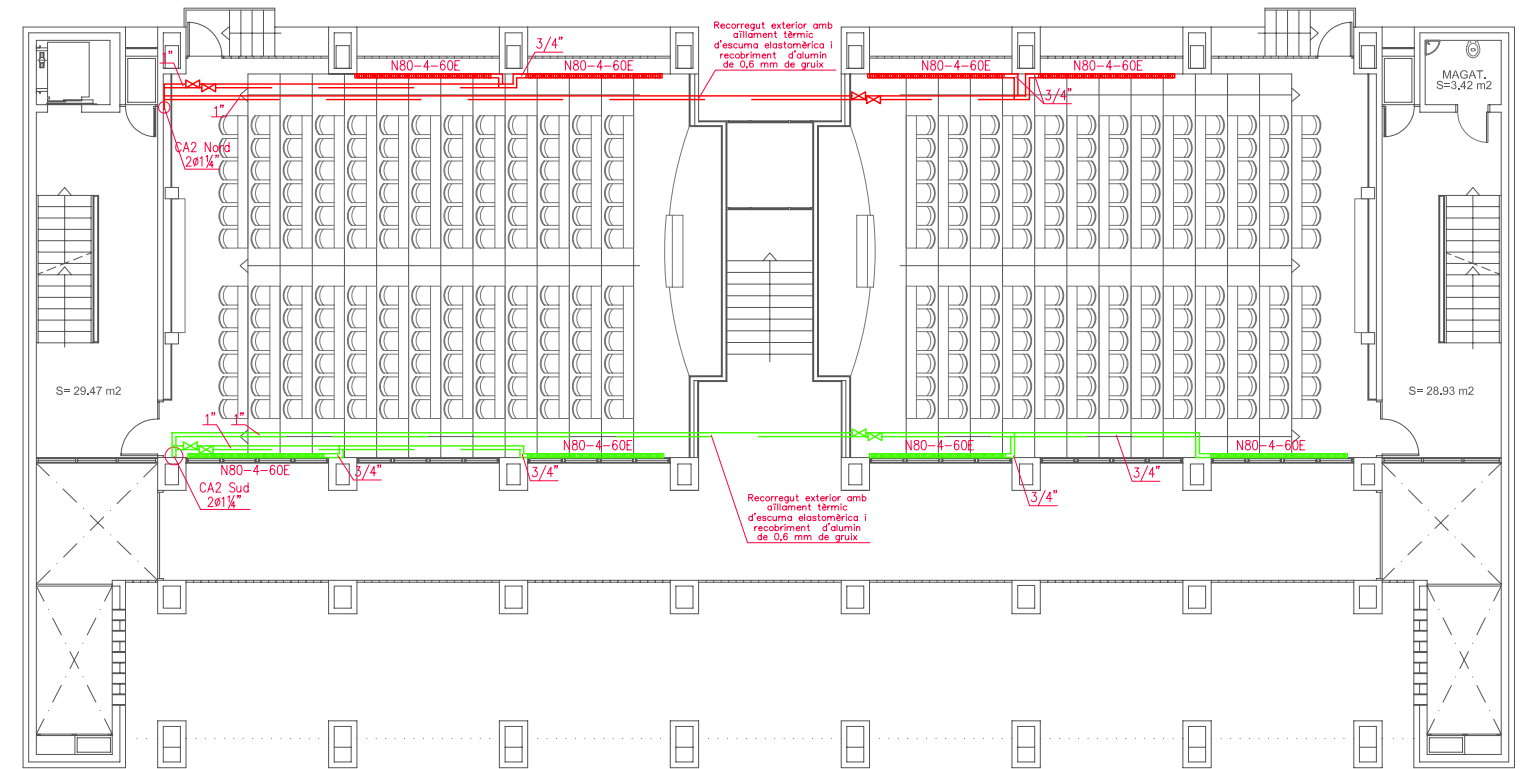 Recorregut exterior amb
aïllament tèrmic
d'escuma elastomèrica i
recobriment d'alumin
de 0,6 mm de gruix
3/4"
1"
N80-4-60E
N80-4-60E
N80-4-60E
N80-4-60E
MAGAT.
S=3.42 m2
1"
3/4"
CA2 Nord
2ø1¼"
S= 29.47 m2
S= 28.93 m2
1"
1"
N80-4-60E
N80-4-60E
N80-4-60E
N80-4-60E
3/4"
3/4"
3/4"
3/4"
CA2 Sud
2ø1¼"
Recorregut exterior amb
aïllament tèrmic
d'escuma elastomèrica i
recobriment d'alumin
de 0,6 mm de gruix